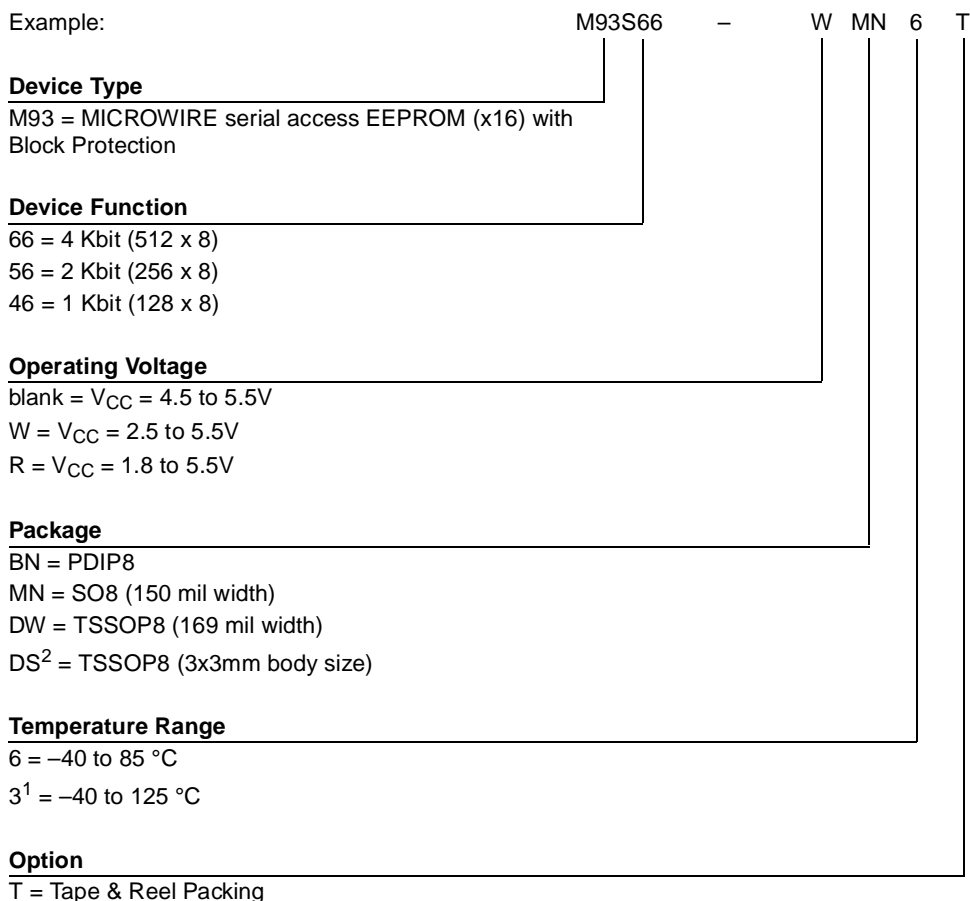 Example: M93S66 – W MN 6 T
Device Type
M93 = MICROWIRE serial access EEPROM (x16) with
Block Protection
Device Function
66 = 4 Kbit (512 x 8)
56 = 2 Kbit (256 x 8)
46 = 1 Kbit (128 x 8)
Operating Voltage
blank = VCC = 4.5 to 5.5V
W = VCC = 2.5 to 5.5V
R = VCC = 1.8 to 5.5V
Package
BN = PDIP8
MN = SO8 (150 mil width)
DW = TSSOP8 (169 mil width)
DS2 = TSSOP8 (3x3mm body size)
Temperature Range
6 = –40 to 85 °C
31 = –40 to 125 °C
Option
T = Tape & Reel Packing